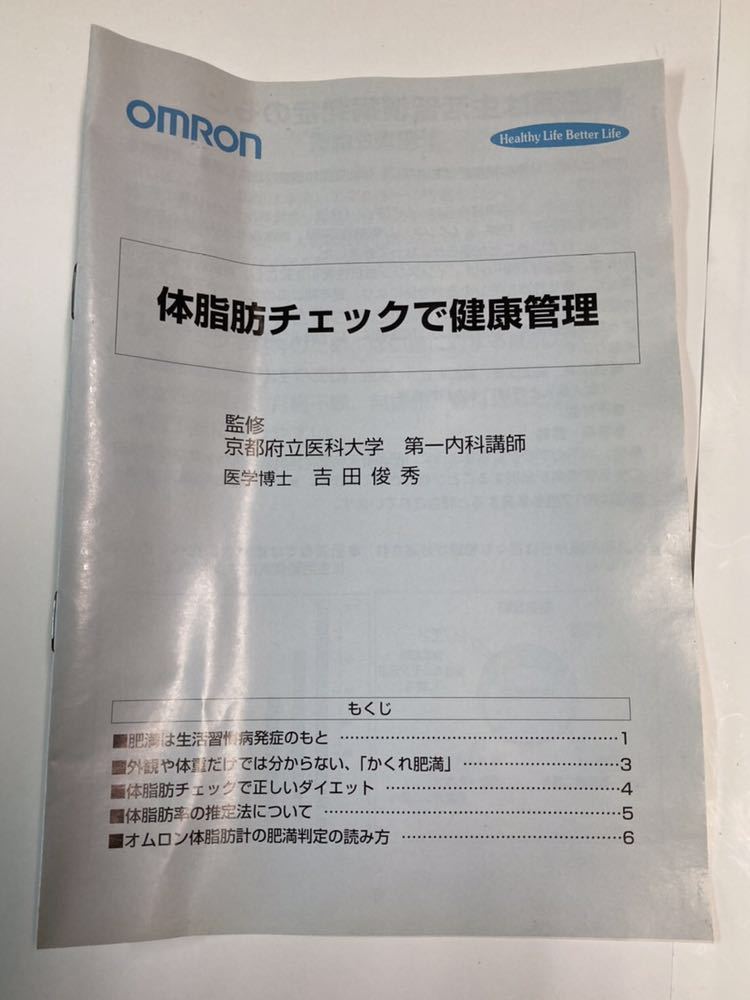 OMRON
Healthy Life Better Life
体脂肪チェックで健康管理
監修
京都府立医科大学 第一内科講師
医学博士 吉田俊秀
もくじ
■肥満は生活習慣病発症のもと ……………………………………1
■外観や体重だけでは分からない、「かくれ肥満」 …………………3
■体脂肪チェックで正しいダイエット ………………………………4
■体脂肪率の推定法について ………………………………………5
■オムロン体脂肪計の肥満判定の読み方 …………………………6